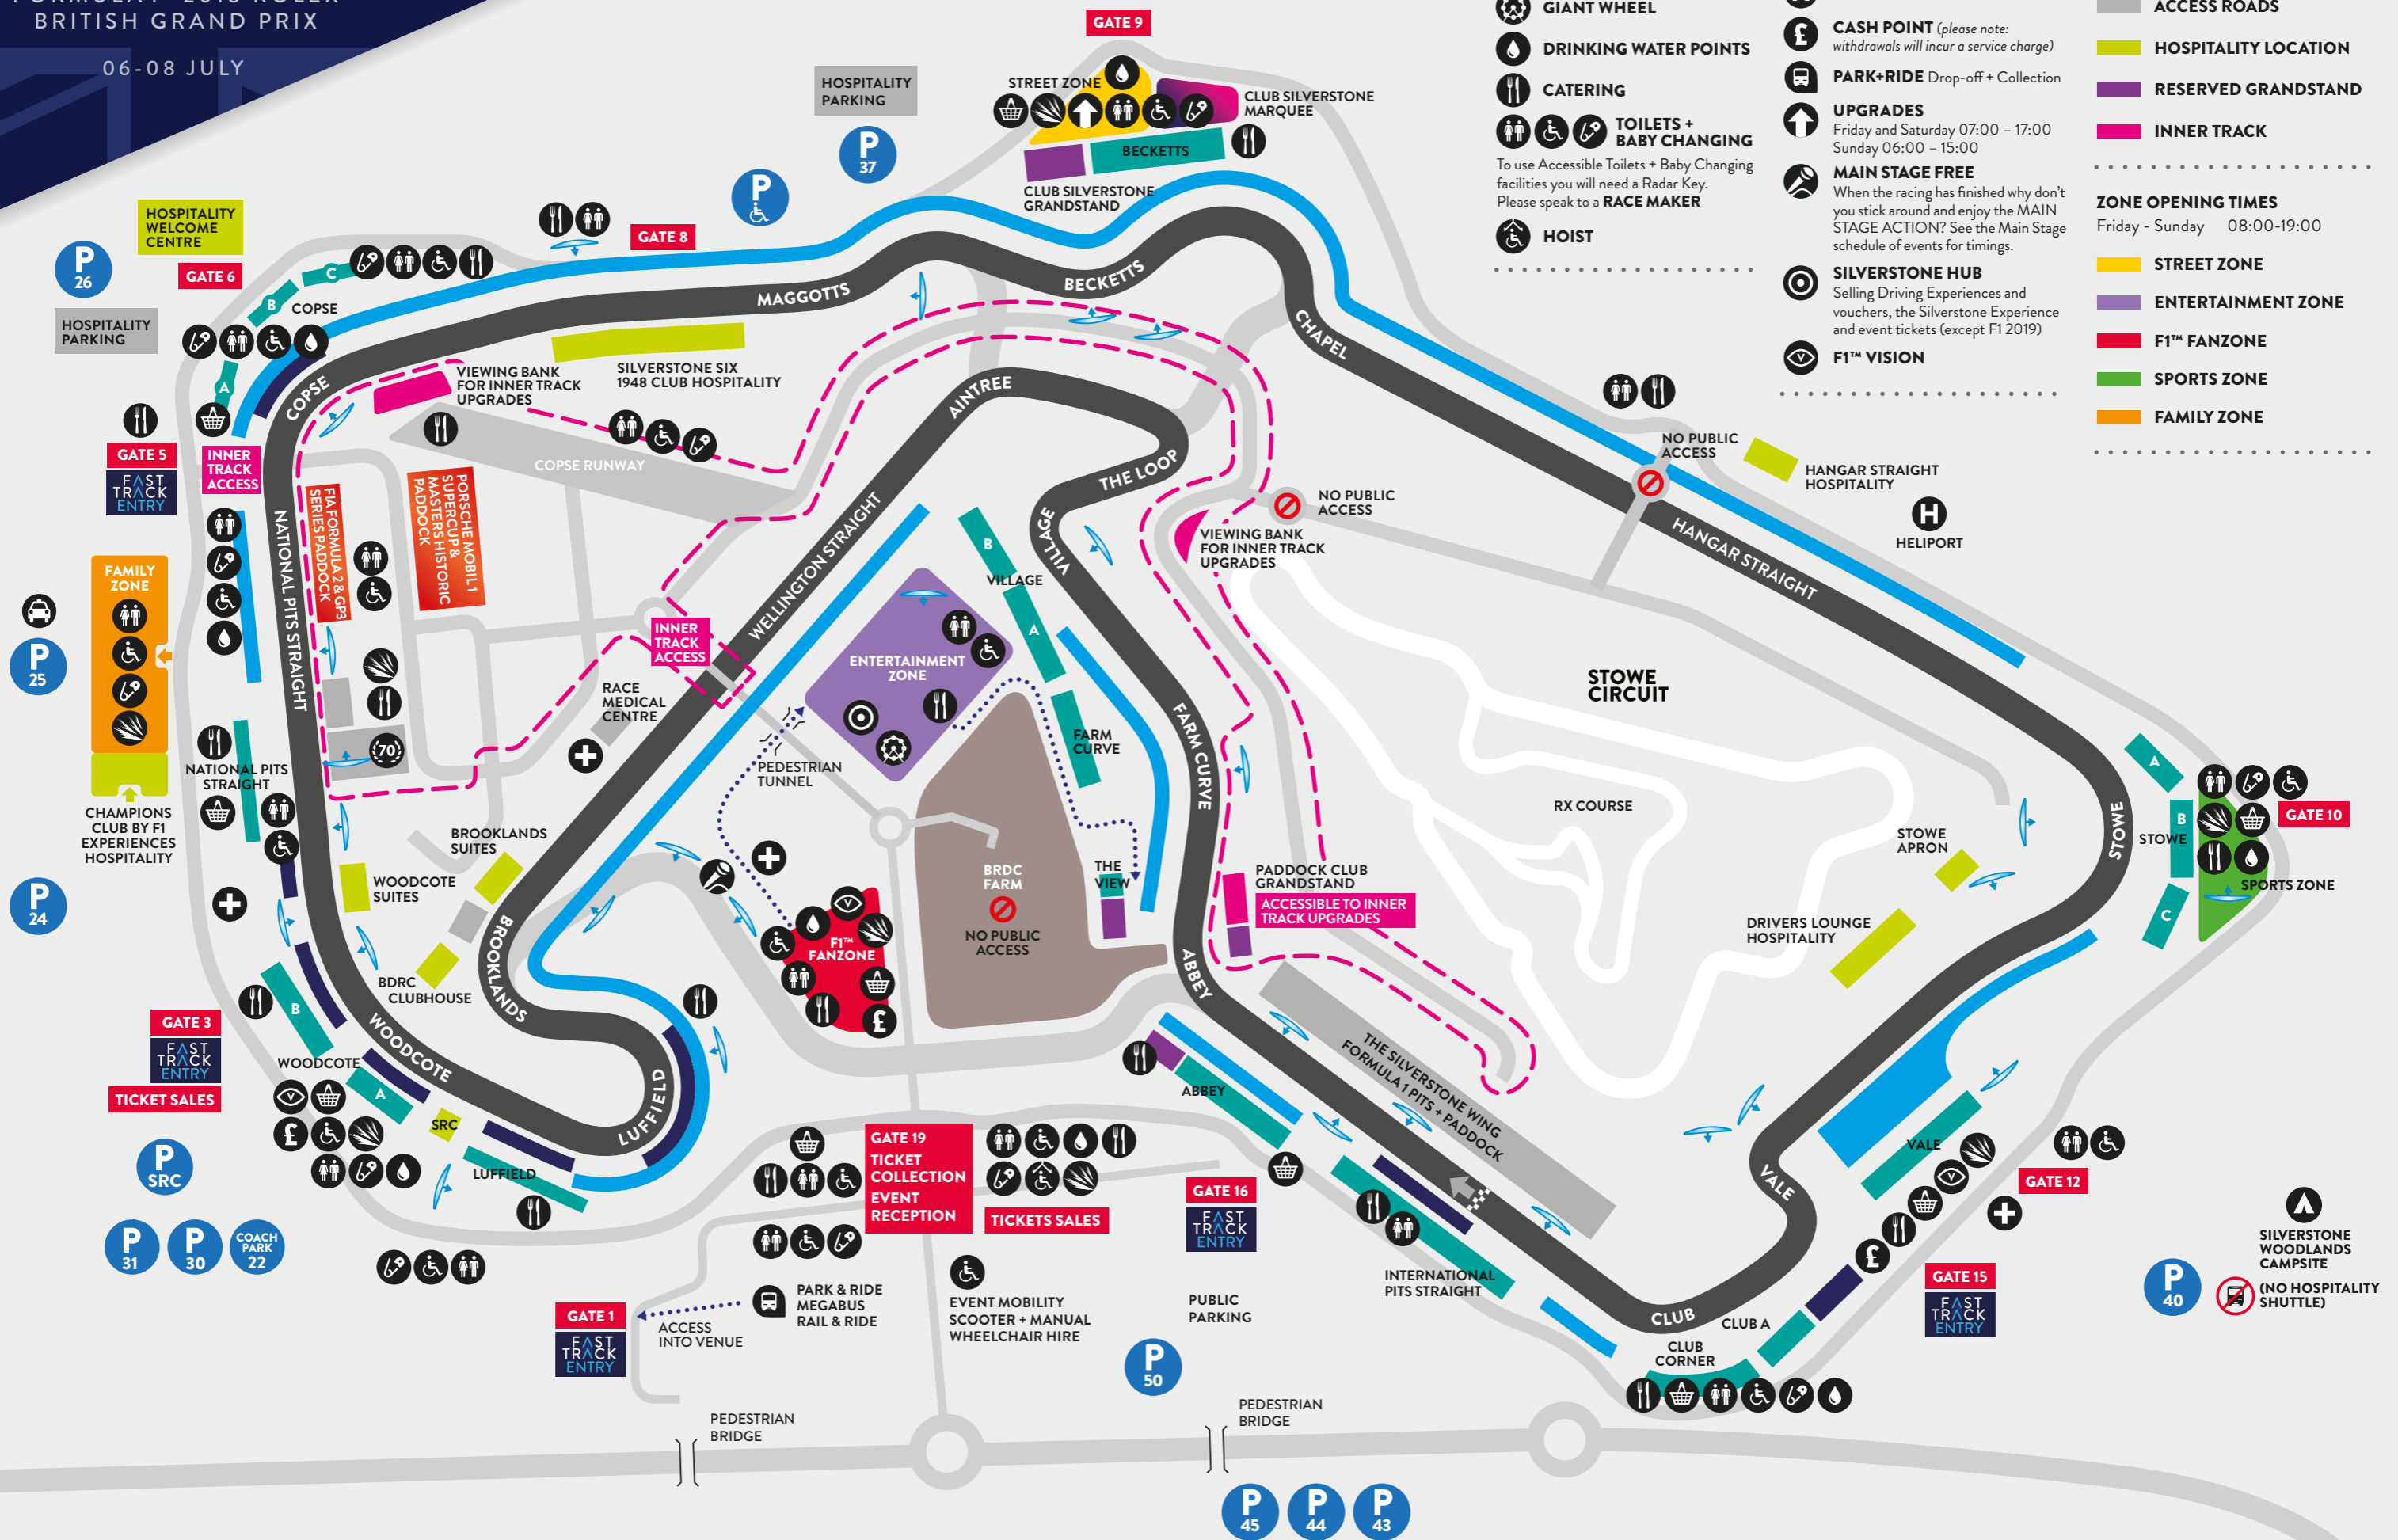 BRITISH GRAND PRIX
06-08 JULY
GATE 9
HOSPITALITY
PARKING
P
37
STREET ZONE
CLUB SILVERSTONE
MARQUEE
BECKETTS
CLUB SILVERSTONE
GRANDSTAND
P
HOSPITALITY
WELCOME
CENTRE
GATE 8
P
26
GATE 6
HOSPITALITY
PARKING
C
B
COPSE
A
MAGGOTTS
BECKETTS
CHAPEL
COPSE
VIEWING BANK
FOR INNER TRACK
UPGRADES
SILVERSTONE SIX
1948 CLUB HOSPITALITY
AINTREE
GATE 5
FAST
TRACK
ENTRY
INNER
TRACK
ACCESS
COPSE RUNWAY
THE LOOP
NO PUBLIC
ACCESS
NO PUBLIC
ACCESS
HANGAR STRAIGHT
HOSPITALITY
H
HELIPORT
HANGAR STRAIGHT
FIA FORMULA 2 & GP3
SERIES PADDOCK
PORSCHE MOBIL 1
SUPERCUP &
MASTERS HISTORIC
PADDOCK
NATIONAL PITS STRAIGHT
WELLINGTON STRAIGHT
B
VILLAGE
A
VILLAGE
VIEWING BANK
FOR INNER TRACK
UPGRADES
FAMILY
ZONE
P
25
INNER
TRACK
ACCESS
ENTERTAINMENT
ZONE
RACE
MEDICAL
CENTRE
STOWE
CIRCUIT
FARM
CURVE
FARM CURVE
PEDESTRIAN
TUNNEL
70
NATIONAL PITS
STRAIGHT
CHAMPIONS
CLUB BY F1
EXPERIENCES
HOSPITALITY
RX COURSE
A
B
STOWE
C
STOWE
GATE 10
SPORTS ZONE
STOWE
APRON
DRIVERS LOUNGE
HOSPITALITY
BROOKLANDS
SUITES
WOODCOTE
SUITES
P
24
BRDC
FARM
NO PUBLIC
ACCESS
THE
VIEW
PADDOCK CLUB
GRANDSTAND
ACCESSIBLE TO INNER
TRACK UPGRADES
F1™
FANZONE
£
BROOKLANDS
BDRC
CLUBHOUSE
ABBEY
GATE 3
FAST
TRACK
ENTRY
TICKET SALES
B
WOODCOTE
A
WOODCOTE
£
SRC
LUFFIELD
LUFFIELD
ABBEY
THE SILVERSTONE WING
FORMULA 1 PITS + PADDOCK
P
SRC
P
31
P
30
COACH
PARK
22
GATE 19
TICKET
COLLECTION
EVENT
RECEPTION
TICKETS SALES
GATE 16
FAST
TRACK
ENTRY
VALE
VALE
GATE 12
£
GATE 1
FAST
TRACK
ENTRY
ACCESS
INTO VENUE
PARK & RIDE
MEGABUS
RAIL & RIDE
EVENT MOBILITY
SCOOTER + MANUAL
WHEELCHAIR HIRE
PUBLIC
PARKING
P
50
INTERNATIONAL
PITS STRAIGHT
CLUB
CLUB A
CLUB
CORNER
GATE 15
FAST
TRACK
ENTRY
P
40
SILVERSTONE
WOODLANDS
CAMPSITE
(NO HOSPITALITY
SHUTTLE)
PEDESTRIAN
BRIDGE
PEDESTRIAN
BRIDGE
P
45
P
44
P
43
GIANT WHEEL
DRINKING WATER POINTS
CATERING
TOILETS +
BABY CHANGING
To use Accessible Toilets + Baby Changing
facilities you will need a Radar Key.
Please speak to a RACE MAKER
HOIST
£
CASH POINT (please note:
withdrawals will incur a service charge)
PARK+RIDE Drop-off + Collection
UPGRADES
Friday and Saturday 07:00 – 17:00
Sunday 06:00 – 15:00
MAIN STAGE FREE
When the racing has finished why don't
you stick around and enjoy the MAIN
STAGE ACTION? See the Main Stage
schedule of events for timings.
SILVERSTONE HUB
Selling Driving Experiences and
vouchers, the Silverstone Experience
and event tickets (except F1 2019)
F1™ VISION
ACCESS ROADS
HOSPITALITY LOCATION
RESERVED GRANDSTAND
INNER TRACK
ZONE OPENING TIMES
Friday - Sunday 08:00-19:00
STREET ZONE
ENTERTAINMENT ZONE
F1™ FANZONE
SPORTS ZONE
FAMILY ZONE